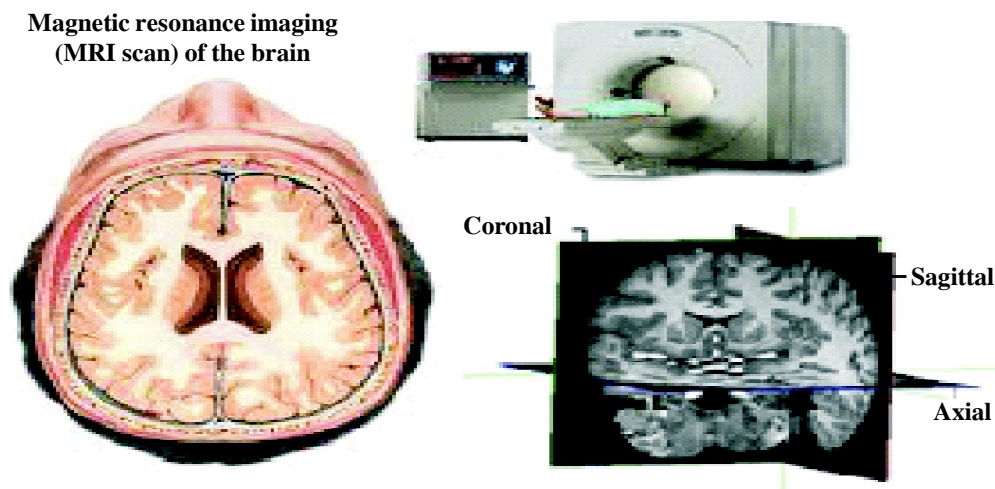 Magnetic resonance imaging
(MRI scan) of the brain
Coronal
Sagittal
Axial